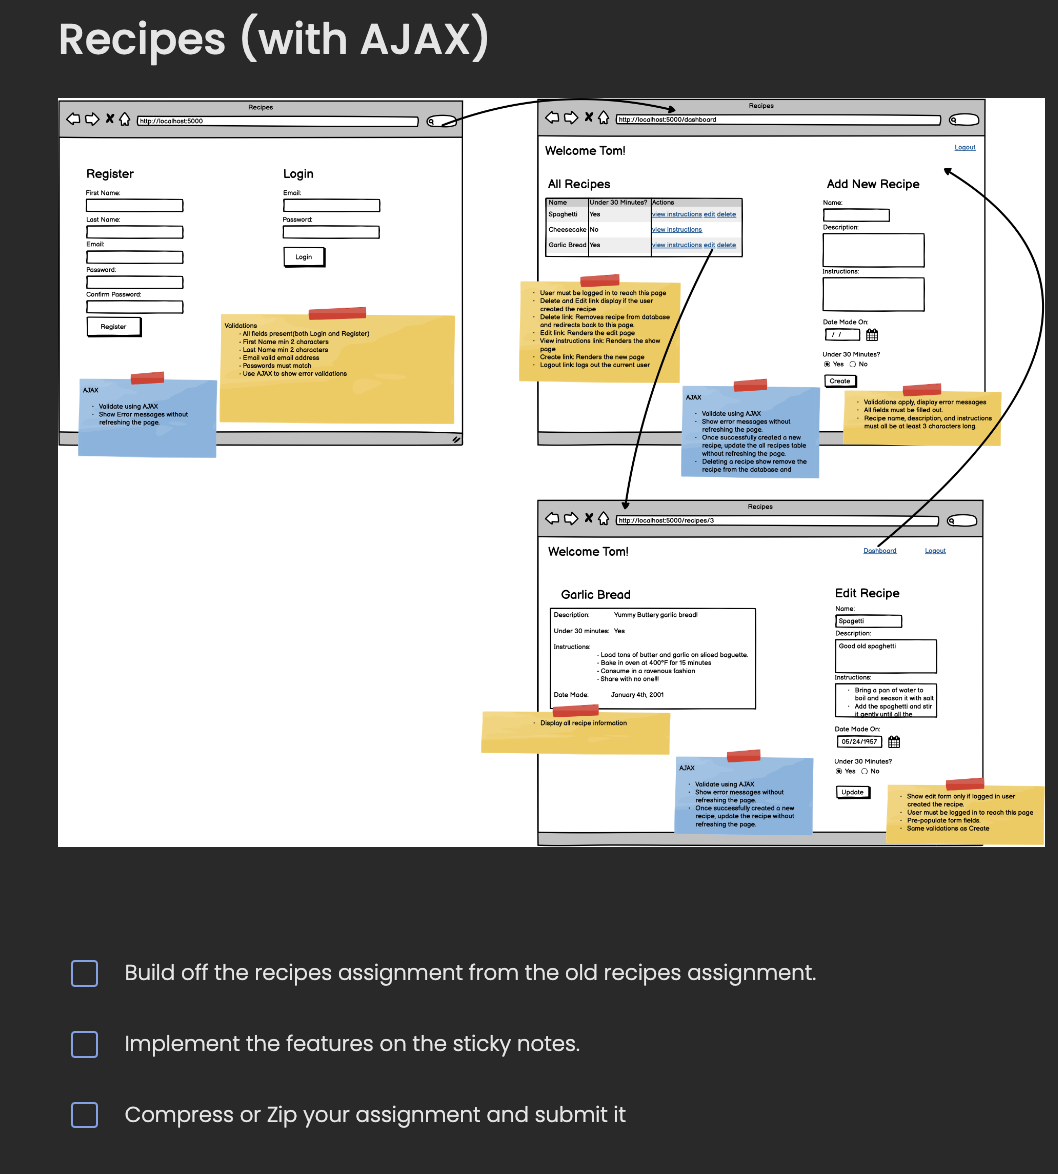 Recipes (with AJAX)
Recipes
http://localhost:5000
Register
First Name:
Last Name:
Email:
Password:
Confirm Password:
Register
Login
Email:
Password:
Login
Validations
- All fields present(both Login and Register)
- First Name min 2 characters
- Last Name min 2 characters
- Email valid email address
- Passwords must match
- Use AJAX to show error validations
AJAX
- Validate using AJAX
- Show Error messages without
refreshing the page.
Recipes
http://localhost:5000/dashboard
Welcome Tom!
Logout
All Recipes
Name Under 30 Minutes? Actions
Spaghetti Yes view instructions edit delete
Cheesecake No view instructions
Garlic Bread Yes view instructions edit delete
- User must be logged in to reach this page
- Delete and Edit link display if the user
created the recipe
- Delete link: Removes recipe from database
and redirects back to this page.
- Edit link: Renders the edit page
- View instructions link: Renders the show
page
- Create link: Renders the new page
- Logout link logs out the current user
Add New Recipe
Name:
Description:
Instructions:
Date Made On:
/ /
Under 30 Minutes?
Yes No
Create
AJAX
- Validate using AJAX
- Show error messages without
refreshing the page.
- Once successfully created a new
recipe, update the all recipes table
without refreshing the page.
- Deleting a recipe show remove the
recipe from the database and
- Validations apply, display error messages
- All fields must be filled out.
- Recipe name, description, and instructions
must all be at least 3 characters long
Recipes
http://localhost:5000/recipes/3
Welcome Tom!
Dashboard
Logout
Garlic Bread
Description: Yummy Buttery garlic bread!
Under 30 minutes: Yes
Instructions:
- Load tons of butter and garlic on sliced baguette.
- Bake in oven at 400°F for 15 minutes
- Consume in a ravenous fashion
- Share with no one!!!
Date Made: January 4th, 2001
- Display all recipe information
AJAX
- Validate using AJAX
- Show error messages without
refreshing the page.
- Once successfully created a new
recipe, update the recipe without
refreshing the page.
Edit Recipe
Name:
Spagetti
Description:
Good old spaghetti
Instructions:
- Bring a pan of water to
boil and season it with salt
- Add the spaghetti and stir
it gently until all the
Date Made On:
05/24/1957
Under 30 Minutes?
Yes No
Update
- Show edit form only if logged in user
created the recipe.
- User must be logged in to reach this page
- Pre-populate form fields.
- Same validations as Create
Build off the recipes assignment from the old recipes assignment.
Implement the features on the sticky notes.
Compress or Zip your assignment and submit it